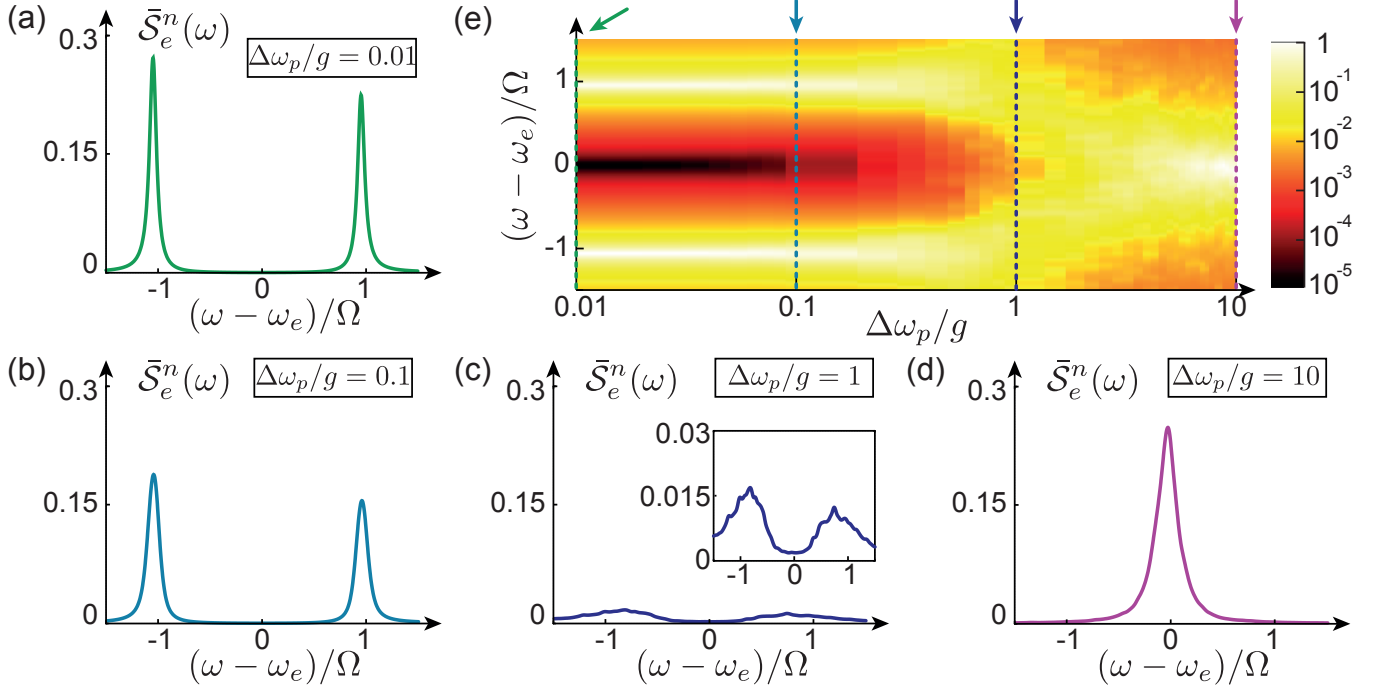 (a)
S̄ₑⁿ(ω)
Δωₚ/g = 0.01
0.3
0.15
0
-1 0 1
(ω − ωₑ)/Ω
(e)
(ω − ωₑ)/Ω
1
0
-1
0.01 0.1 1 10
Δωₚ/g
1
10⁻¹
10⁻²
10⁻³
10⁻⁴
10⁻⁵
(b)
S̄ₑⁿ(ω)
Δωₚ/g = 0.1
0.3
0.15
0
-1 0 1
(ω − ωₑ)/Ω
(c)
S̄ₑⁿ(ω)
Δωₚ/g = 1
0.3
0.15
0
0.03
0.015
0
-1 0 1
-1 0 1
(ω − ωₑ)/Ω
(d)
S̄ₑⁿ(ω)
Δωₚ/g = 10
0.3
0.15
0
-1 0 1
(ω − ωₑ)/Ω